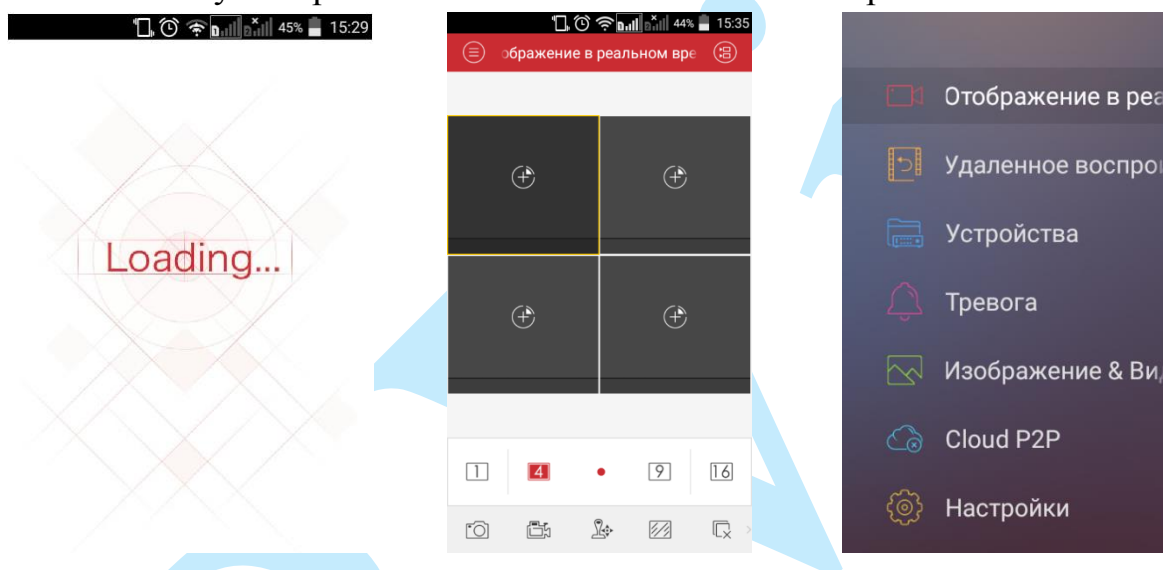 45% 15:29
Loading...
44% 15:35
ображение в реальном вре
1 4 9 16
Отображение в реа
Удаленное воспро
Устройства
Тревога
Изображение & Ви
Cloud P2P
Настройки